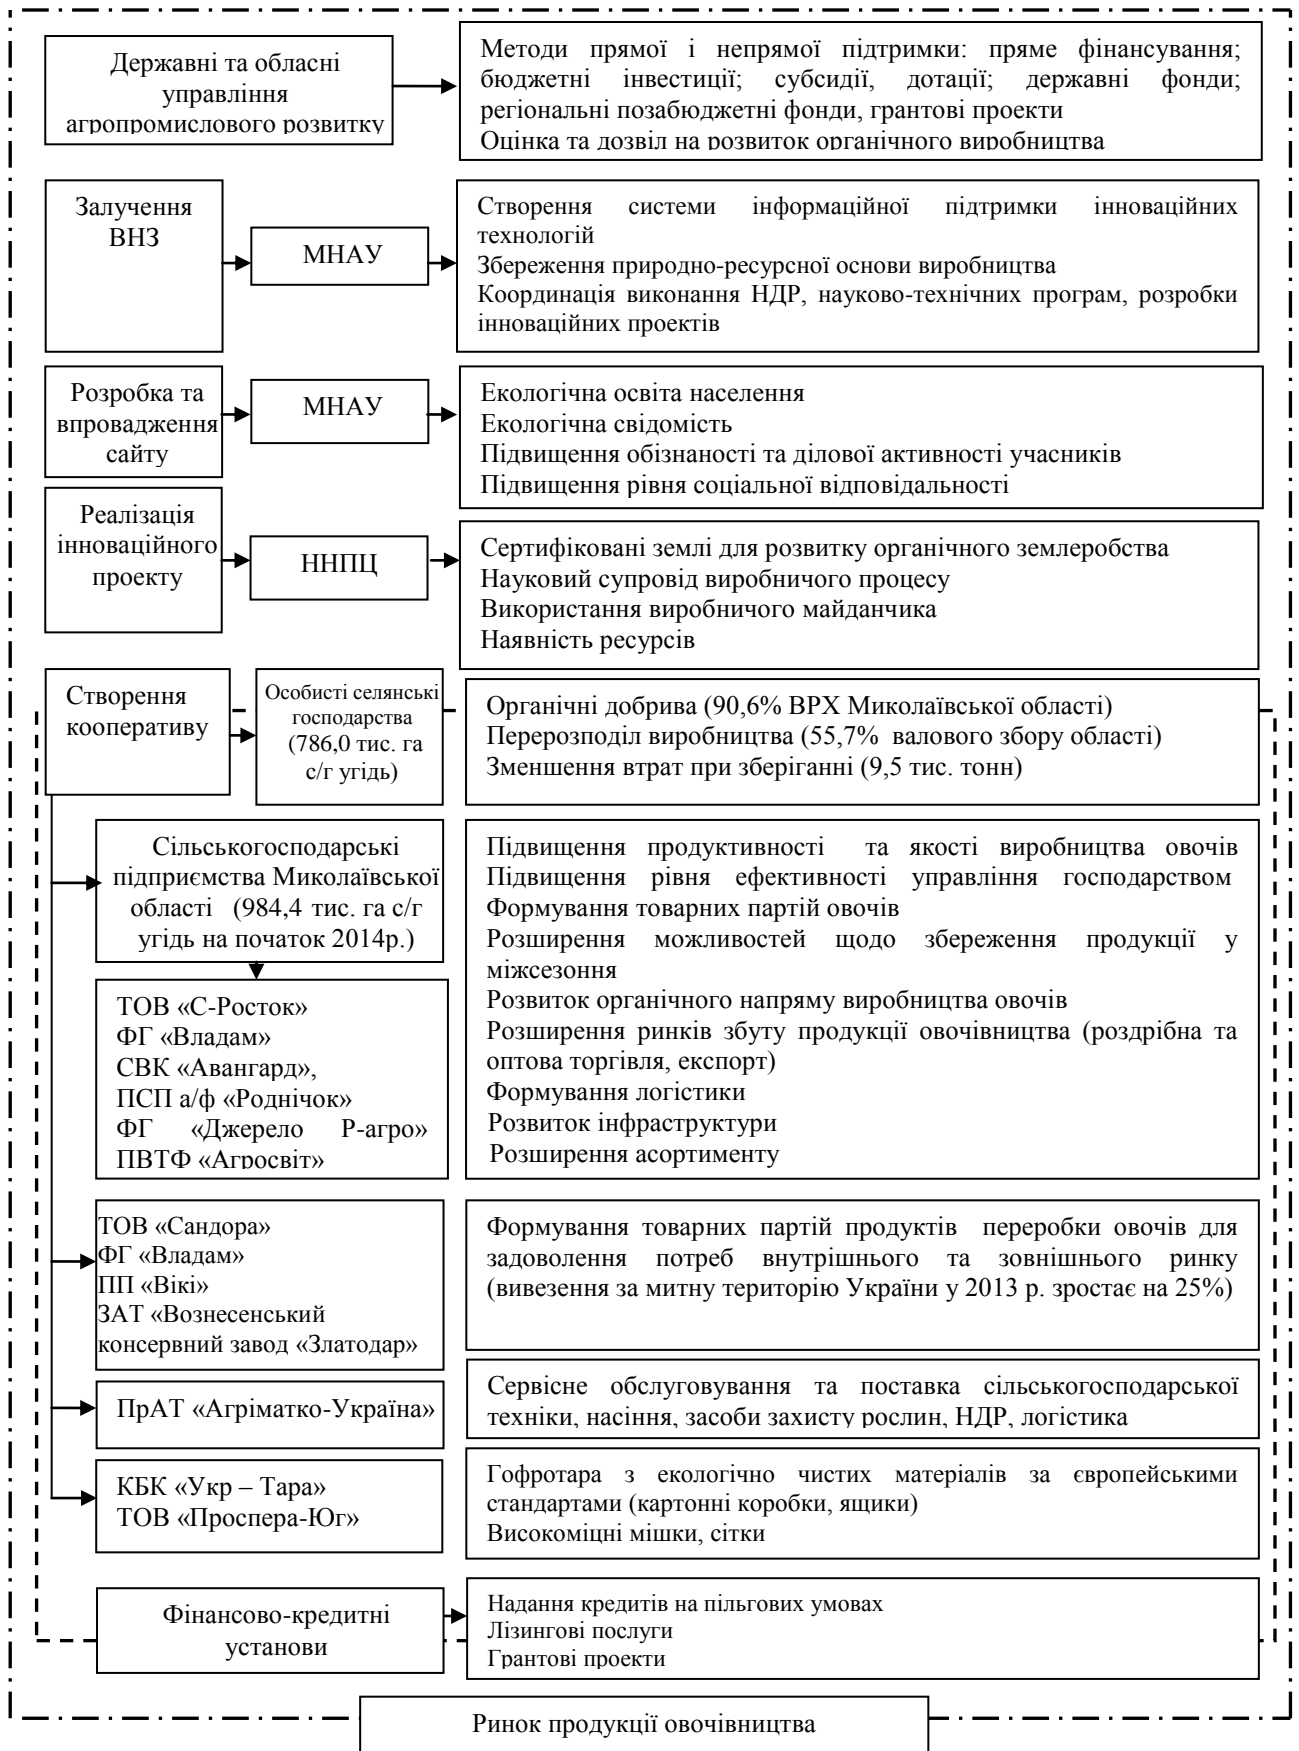 Державні та обласні
управління
агропромислового розвитку
Методи прямої і непрямої підтримки: пряме фінансування;
бюджетні інвестиції; субсидії, дотації; державні фонди;
регіональні позабюджетні фонди, грантові проекти
Оцінка та дозвіл на розвиток органічного виробництва
Залучення
ВНЗ
МНАУ
Створення системи інформаційної підтримки інноваційних
технологій
Збереження природно-ресурсної основи виробництва
Координація виконання НДР, науково-технічних програм, розробки
інноваційних проектів
Розробка та
впровадження
сайту
МНАУ
Екологічна освіта населення
Екологічна свідомість
Підвищення обізнаності та ділової активності учасників
Підвищення рівня соціальної відповідальності
Реалізація
інноваційного
проекту
ННПЦ
Сертифіковані землі для розвитку органічного землеробства
Науковий супровід виробничого процесу
Використання виробничого майданчика
Наявність ресурсів
Створення
кооперативу
Особисті селянські
господарства
(786,0 тис. га
с/г угідь)
Органічні добрива (90,6% ВРХ Миколаївської області)
Перерозподіл виробництва (55,7% валового збору області)
Зменшення втрат при зберіганні (9,5 тис. тонн)
Сільськогосподарські
підприємства Миколаївської
області (984,4 тис. га с/г
угідь на початок 2014р.)
ТОВ «С-Росток»
ФГ «Владам»
СВК «Авангард»,
ПСП а/ф «Роднічок»
ФГ «Джерело Р-агро»
ПВТФ «Агросвіт»
Підвищення продуктивності та якості виробництва овочів
Підвищення рівня ефективності управління господарством
Формування товарних партій овочів
Розширення можливостей щодо збереження продукції у
міжсезоння
Розвиток органічного напряму виробництва овочів
Розширення ринків збуту продукції овочівництва (роздрібна та
оптова торгівля, експорт)
Формування логістики
Розвиток інфраструктури
Розширення асортименту
ТОВ «Сандора»
ФГ «Владам»
ПП «Вікі»
ЗАТ «Вознесенський
консервний завод «Златодар»
Формування товарних партій продуктів переробки овочів для
задоволення потреб внутрішнього та зовнішнього ринку
(вивезення за митну територію України у 2013 р. зростає на 25%)
ПрАТ «Агріматко-Україна»
Сервісне обслуговування та поставка сільськогосподарської
техніки, насіння, засоби захисту рослин, НДР, логістика
КБК «Укр – Тара»
ТОВ «Проспера-Юг»
Гофротара з екологічно чистих матеріалів за європейськими
стандартами (картонні коробки, ящики)
Високоміцні мішки, сітки
Фінансово-кредитні
установи
Надання кредитів на пільгових умовах
Лізингові послуги
Грантові проекти
Ринок продукції овочівництва